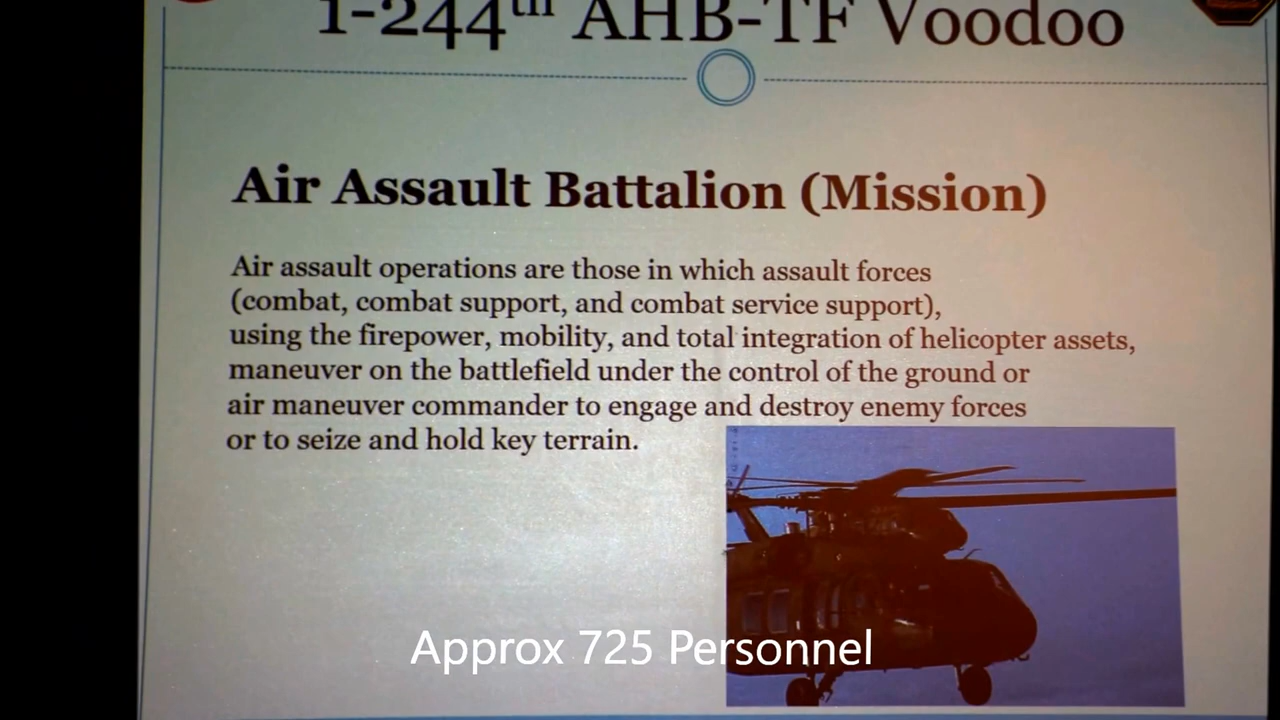 1-244th AHB-TF Voodoo
Air Assault Battalion (Mission)
Air assault operations are those in which assault forces
(combat, combat support, and combat service support),
using the firepower, mobility, and total integration of helicopter assets,
maneuver on the battlefield under the control of the ground or
air maneuver commander to engage and destroy enemy forces
or to seize and hold key terrain.
Approx 725 Personnel